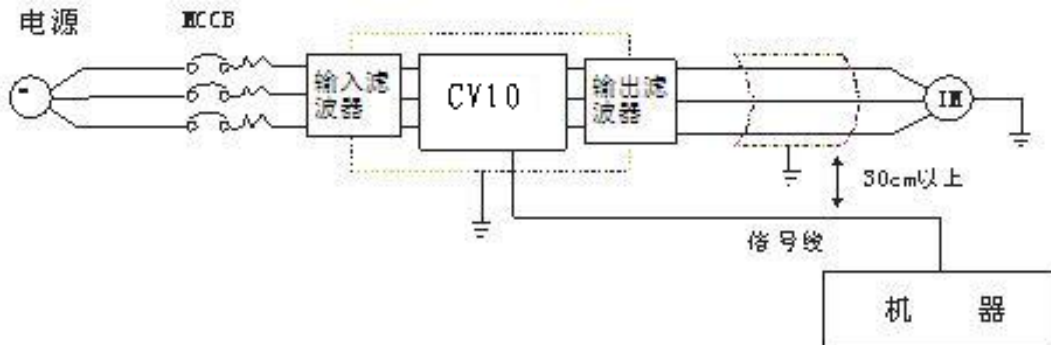 电源
MCCB
输入滤
波器
CV10
输出滤
波器
IM
30cm以上
信号线
机 器